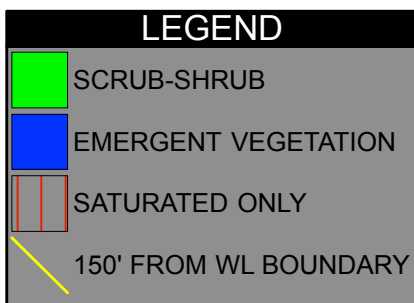 LEGEND
SCRUB-SHRUB
EMERGENT VEGETATION
SATURATED ONLY
150' FROM WL BOUNDARY